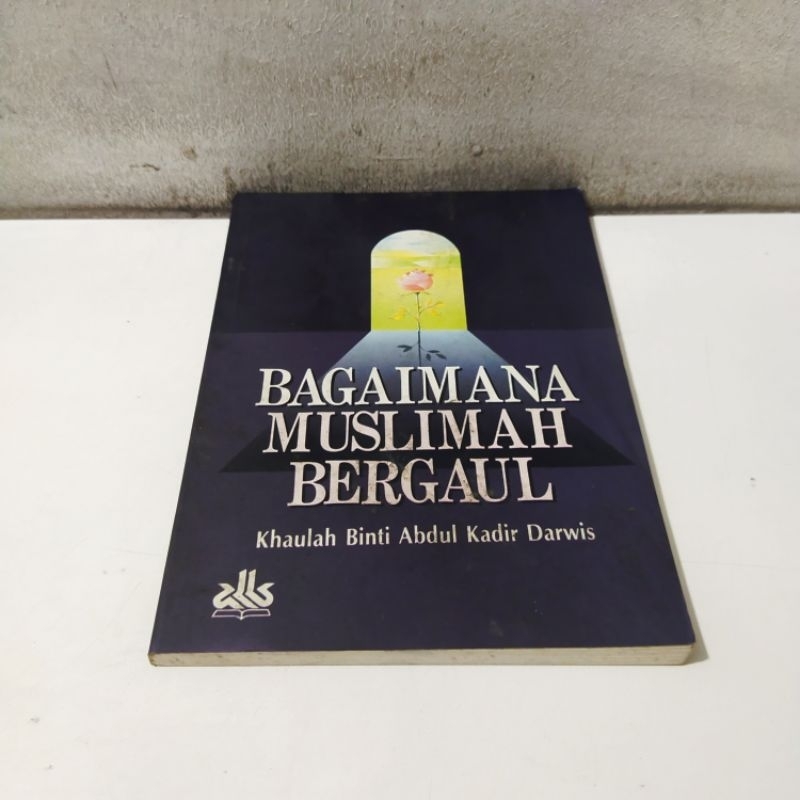 BAGAIMANA
MUSLIMAH
BERGAUL
Khaulah Binti Abdul Kadir Darwis